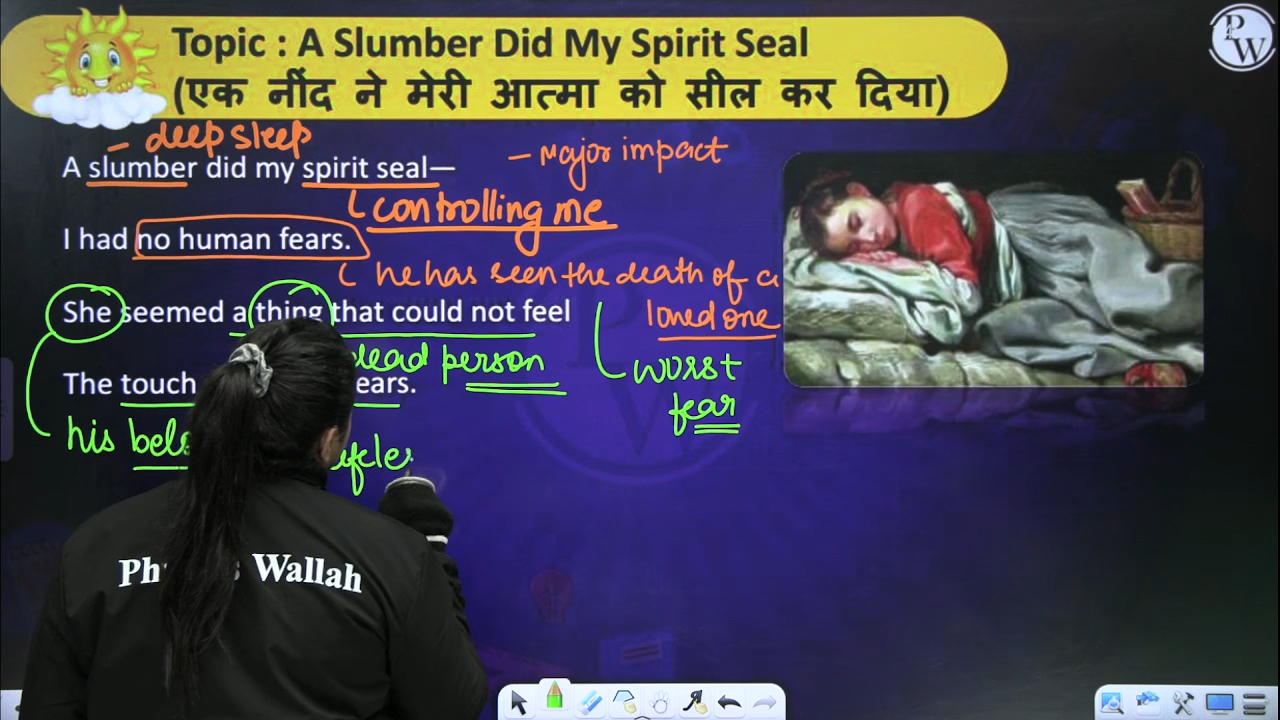 Topic : A Slumber Did My Spirit Seal
(एक नींद ने मेरी आत्मा को सील कर दिया)
PW
- deep sleep
- Major impact
A slumber did my spirit seal—
controlling me
I had no human fears.
he has seen the death of a
loved one
She seemed a thing that could not feel
dead person
worst
fear
The touch ears.
his
Wallah